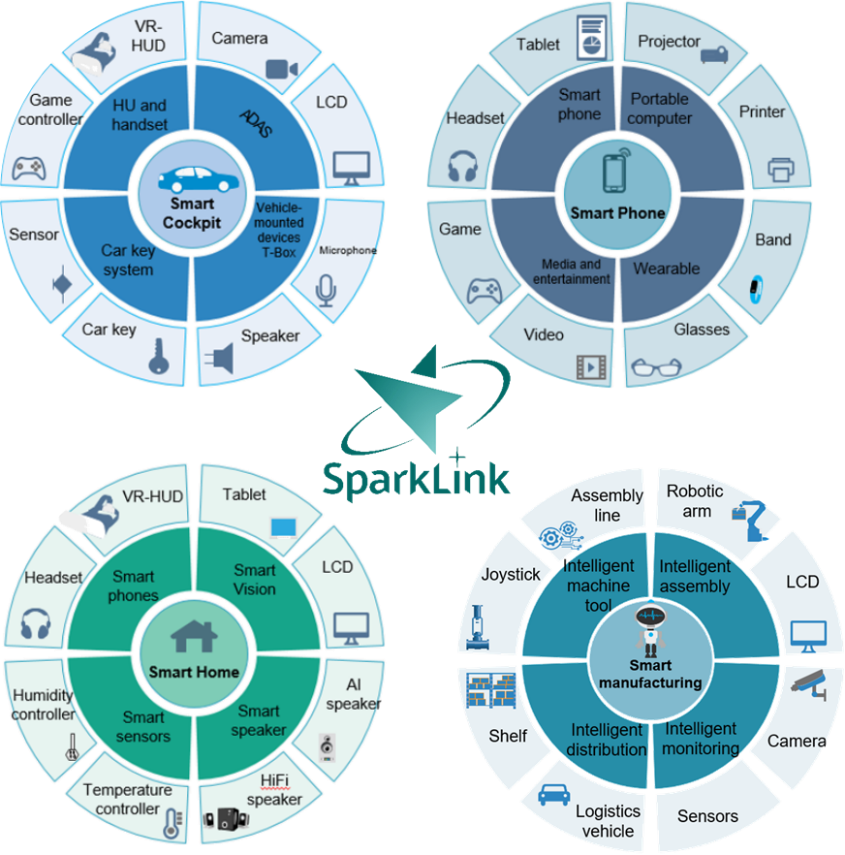 VR-
HUD
Camera
Game
controller
HU and
handset
ADAS
LCD
Smart
Cockpit
Sensor
Car key
system
Vehicle-
mounted
devices
T-Box
Microphone
Car key
Speaker
Tablet
Projector
Headset
Smart
phone
Portable
computer
Printer
Smart Phone
Game
Media and
entertainment
Wearable
Band
Video
Glasses
SparkLink
VR-HUD
Tablet
Headset
Smart
phones
Smart
Vision
LCD
Smart Home
Humidity
controller
Smart
sensors
Smart
speaker
AI
speaker
Temperature
controller
HiFi
speaker
Assembly
line
Robotic
arm
Joystick
Intelligent
machine
tool
Intelligent
assembly
LCD
Smart
manufacturing
Shelf
Intelligent
distribution
Intelligent
monitoring
Camera
Logistics
vehicle
Sensors